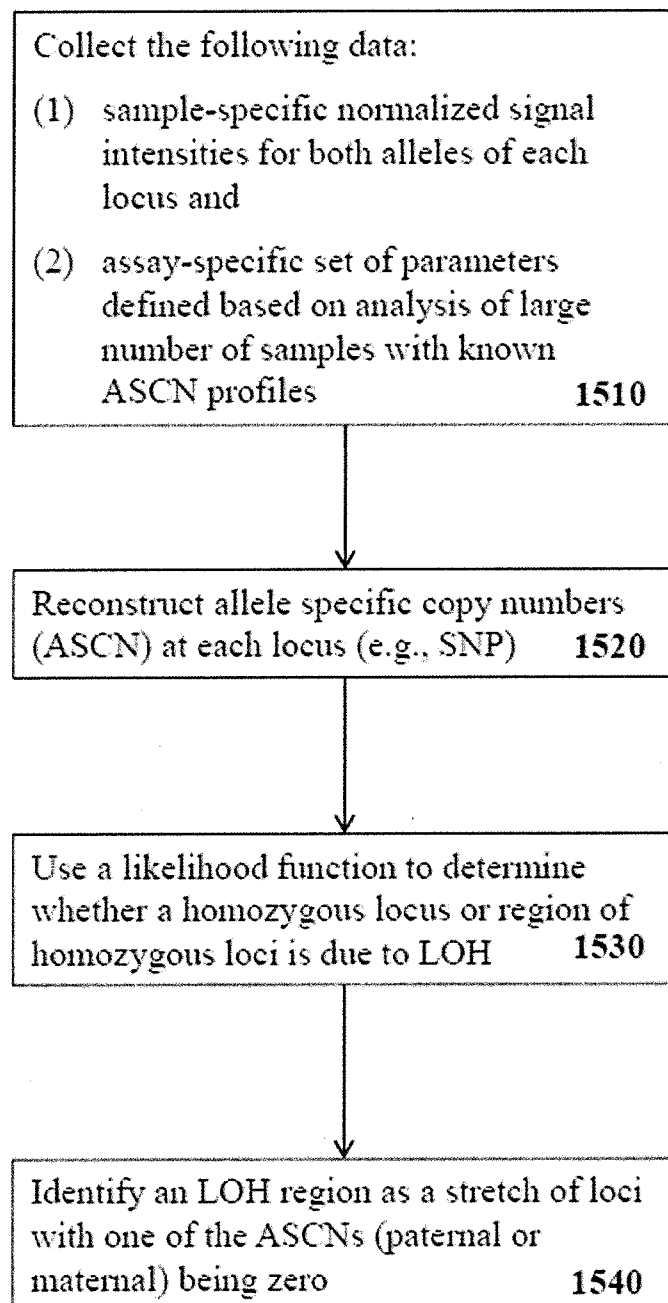 Collect the following data:
(1) sample-specific normalized signal
intensities for both alleles of each
locus and
(2) assay-specific set of parameters
defined based on analysis of large
number of samples with known
ASCN profiles 1510
Reconstruct allele specific copy numbers
(ASCN) at each locus (e.g., SNP) 1520
Use a likelihood function to determine
whether a homozygous locus or region of
homozygous loci is due to LOH 1530
Identify an LOH region as a stretch of loci
with one of the ASCNs (paternal or
maternal) being zero 1540